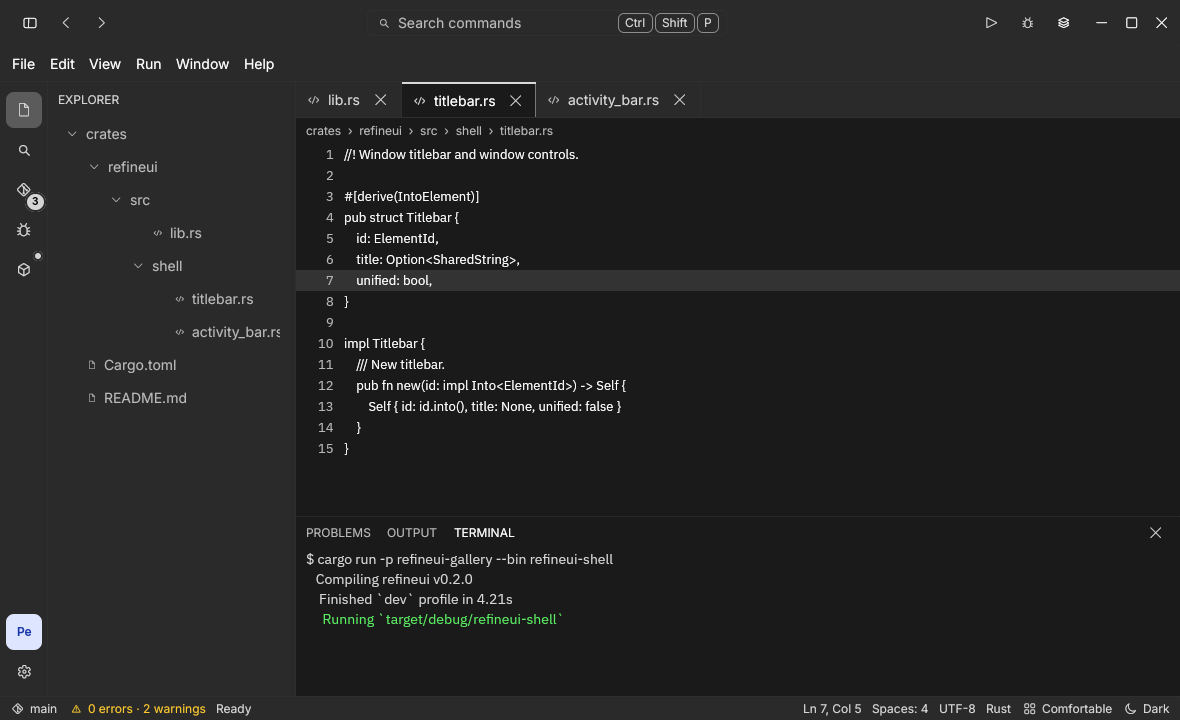 Search commands Ctrl Shift P
File Edit View Run Window Help
EXPLORER
crates
refineui
src
lib.rs
shell
titlebar.rs
activity_bar.rs
Cargo.toml
README.md
3
Pe
lib.rs titlebar.rs activity_bar.rs
crates › refineui › src › shell › titlebar.rs
1 //! Window titlebar and window controls.
2
3 #[derive(IntoElement)]
4 pub struct Titlebar {
5     id: ElementId,
6     title: Option<SharedString>,
7     unified: bool,
8 }
9
10 impl Titlebar {
11     /// New titlebar.
12     pub fn new(id: impl Into<ElementId>) -> Self {
13         Self { id: id.into(), title: None, unified: false }
14     }
15 }
PROBLEMS OUTPUT TERMINAL
$ cargo run -p refineui-gallery --bin refineui-shell
   Compiling refineui v0.2.0
    Finished `dev` profile in 4.21s
     Running `target/debug/refineui-shell`
main 0 errors · 2 warnings Ready Ln 7, Col 5 Spaces: 4 UTF-8 Rust Comfortable Dark